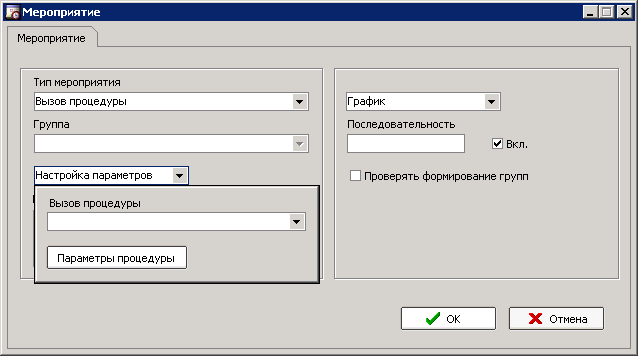 Мероприятие
Мероприятие
Тип мероприятия
Вызов процедуры
Группа
Настройка параметров
Вызов процедуры
Параметры процедуры
График
Последовательность
Вкл.
Проверять формирование групп
OK
Отмена